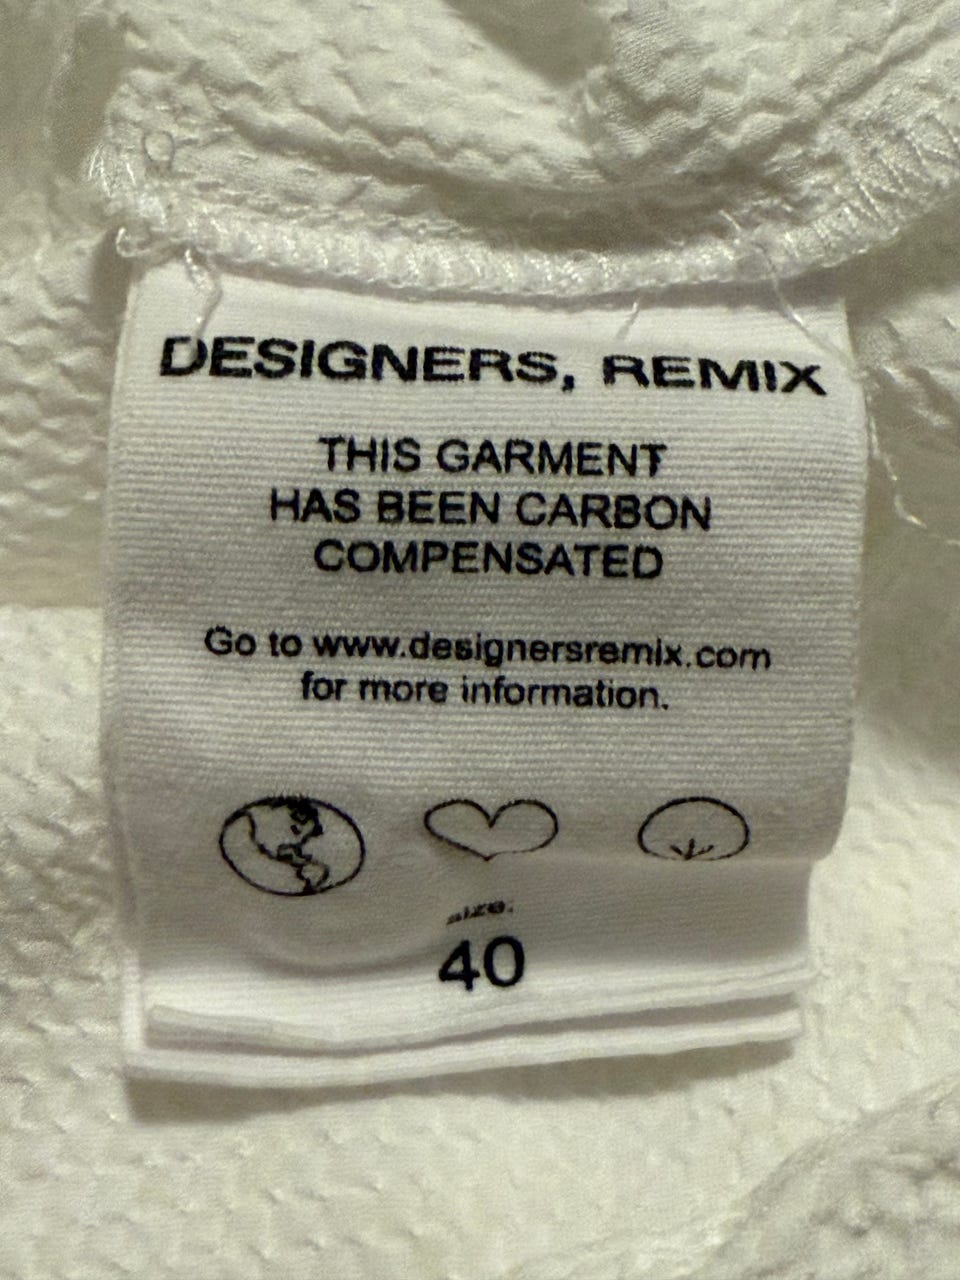 DESIGNERS, REMIX
THIS GARMENT
HAS BEEN CARBON
COMPENSATED
Go to www.designersremix.com
for more information.
size:
40